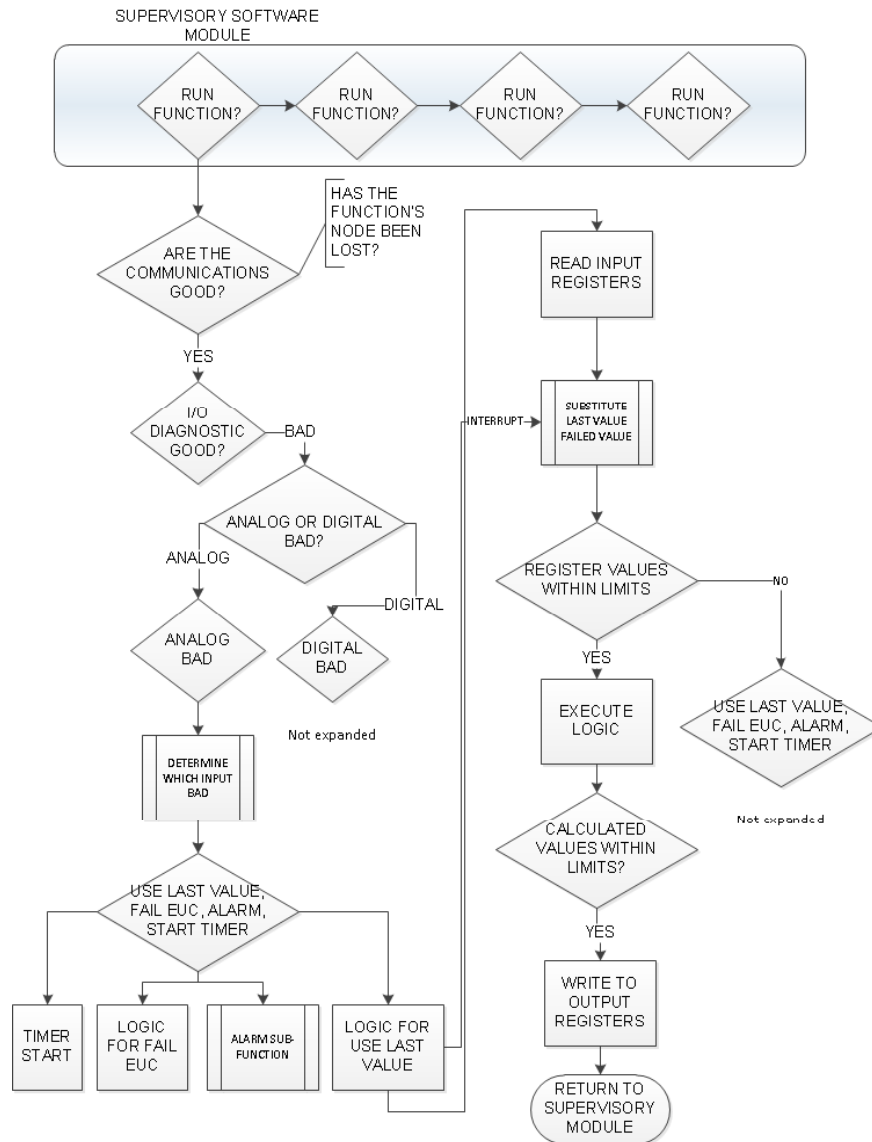 SUPERVISORY SOFTWARE
MODULE
RUN
FUNCTION?
RUN
FUNCTION?
RUN
FUNCTION?
RUN
FUNCTION?
HAS THE
FUNCTION'S
NODE BEEN
LOST?
ARE THE
COMMUNICATIONS
GOOD?
YES
I/O
DIAGNOSTIC
GOOD?
BAD
ANALOG OR DIGITAL
BAD?
ANALOG
DIGITAL
ANALOG
BAD
DIGITAL
BAD
Not expanded
DETERMINE
WHICH INPUT
BAD
USE LAST VALUE,
FAIL EUC, ALARM,
START TIMER
TIMER
START
LOGIC
FOR FAIL
EUC
ALARM SUB-
FUNCTION
LOGIC FOR
USE LAST
VALUE
READ INPUT
REGISTERS
INTERRUPT
SUBSTITUTE
LAST VALUE
FAILED VALUE
REGISTER VALUES
WITHIN LIMITS
NO
YES
EXECUTE
LOGIC
USE LAST VALUE,
FAIL EUC, ALARM,
START TIMER
Not expanded
CALCULATED
VALUES WITHIN
LIMITS?
YES
WRITE TO
OUTPUT
REGISTERS
RETURN TO
SUPERVISORY
MODULE